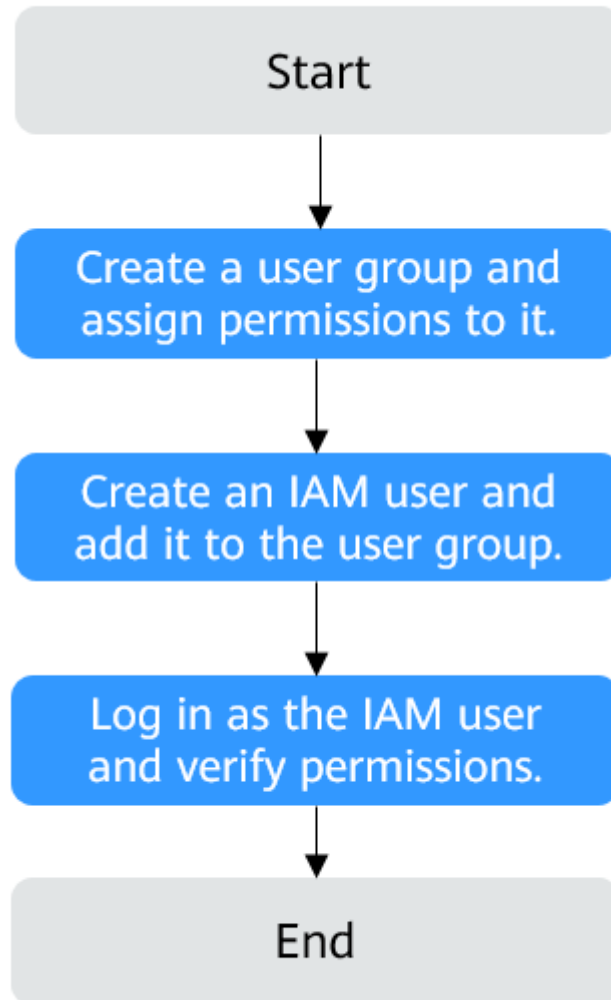 Start
Create a user group and
assign permissions to it.
Create an IAM user and
add it to the user group.
Log in as the IAM user
and verify permissions.
End